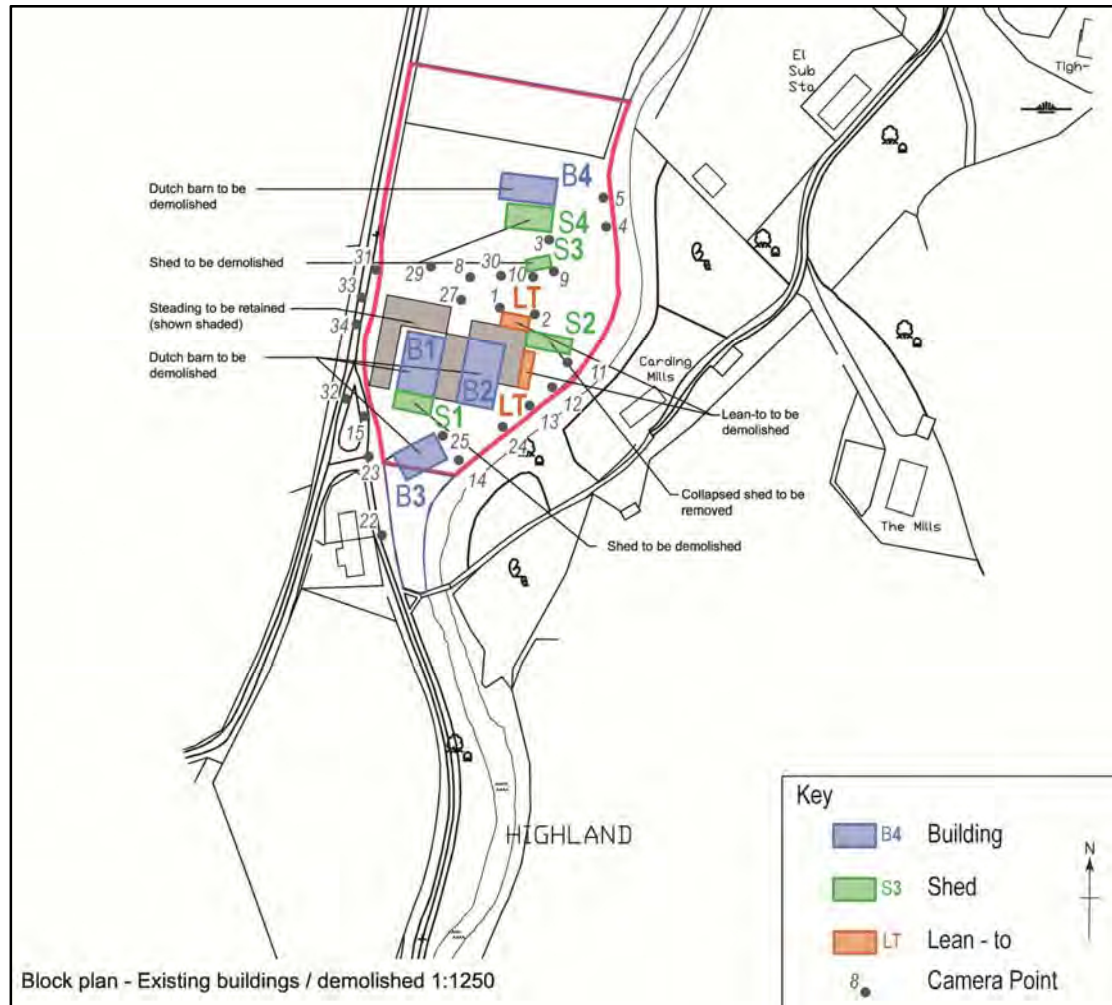 El
Sub
Sta
Tigh-
Dutch barn to be
demolished
B4
5
4
S4
3
S3
Shed to be demolished
31
29
8
30
10
9
33
27
1
LT
2
S2
Steading to be retained
(shown shaded)
34
B1
Carding
Mills
Dutch barn to be
demolished
11
B2
12
32
LT
Lean-to to be
demolished
15
S1
13
25
24
23
14
B3
Collapsed shed to be
removed
The Mills
22
Shed to be demolished
HIGHLAND
Key
B4 Building
N
S3 Shed
LT Lean - to
8 Camera Point
Block plan - Existing buildings / demolished 1:1250